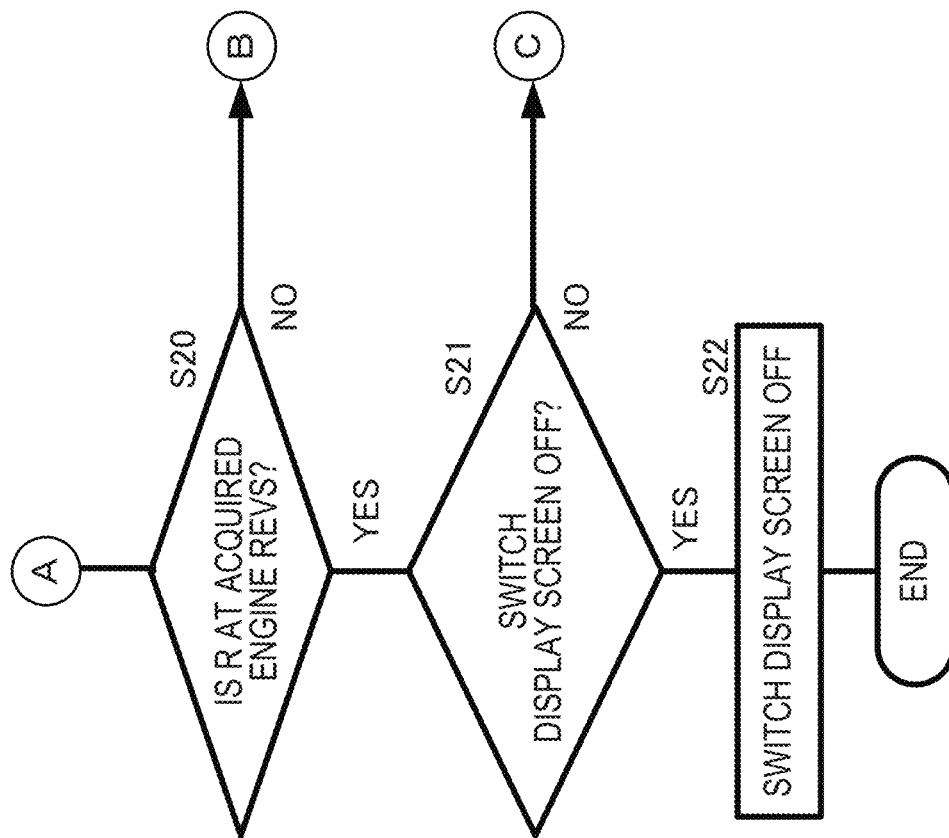 A
S20
IS R AT ACQUIRED
ENGINE REVS?
NO
B
YES
S21
SWITCH
DISPLAY SCREEN OFF?
NO
C
YES
S22
SWITCH DISPLAY SCREEN OFF
END